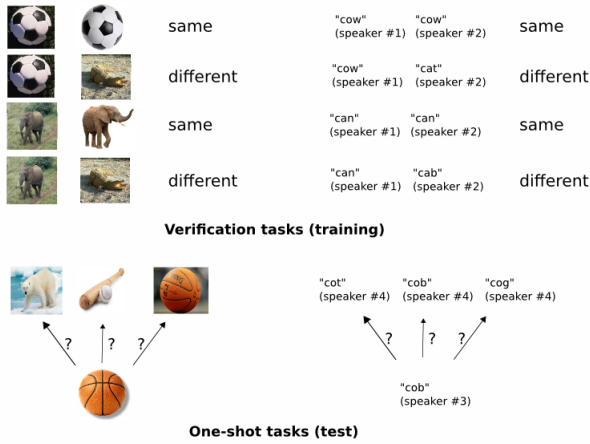 same "cow" "cow" same
(speaker #1) (speaker #2)
different "cow" "cat" different
(speaker #1) (speaker #2)
same "can" "can" same
(speaker #1) (speaker #2)
different "can" "cab" different
(speaker #1) (speaker #2)
Verification tasks (training)
"cot" "cob" "cog"
(speaker #4) (speaker #4) (speaker #4)
? ? ? ? ? ?
"cob"
(speaker #3)
One-shot tasks (test)